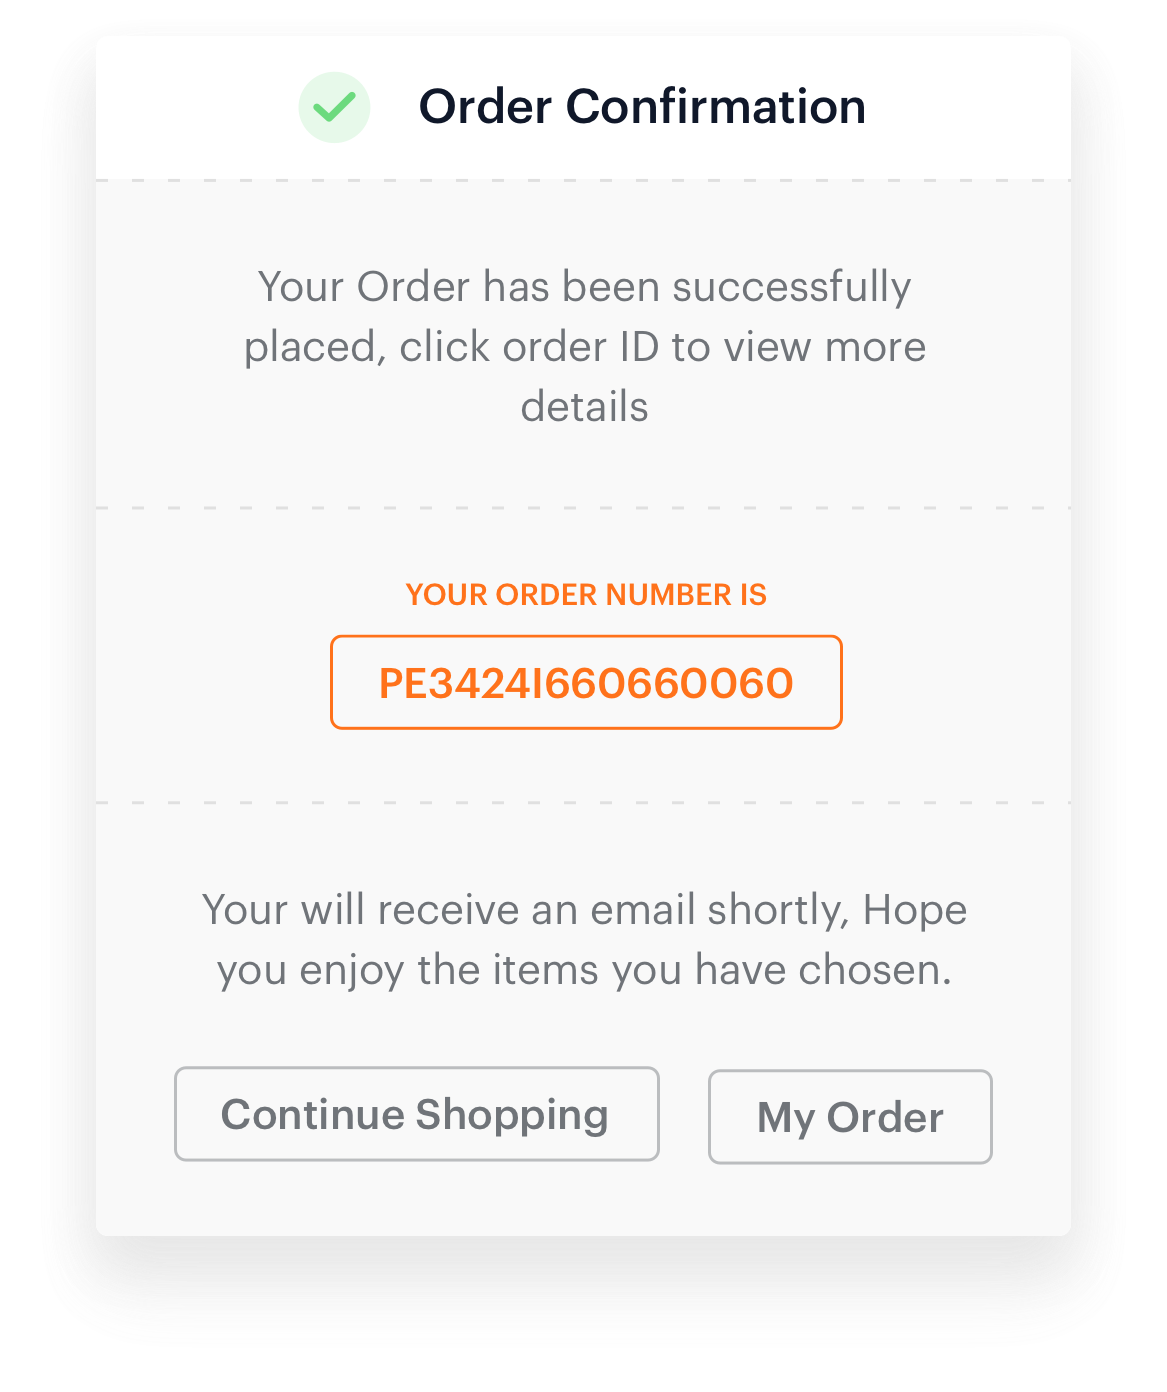 Order Confirmation
Your Order has been successfully
placed, click order ID to view more
details
YOUR ORDER NUMBER IS
PE3424I660660060
Your will receive an email shortly, Hope
you enjoy the items you have chosen.
Continue Shopping
My Order